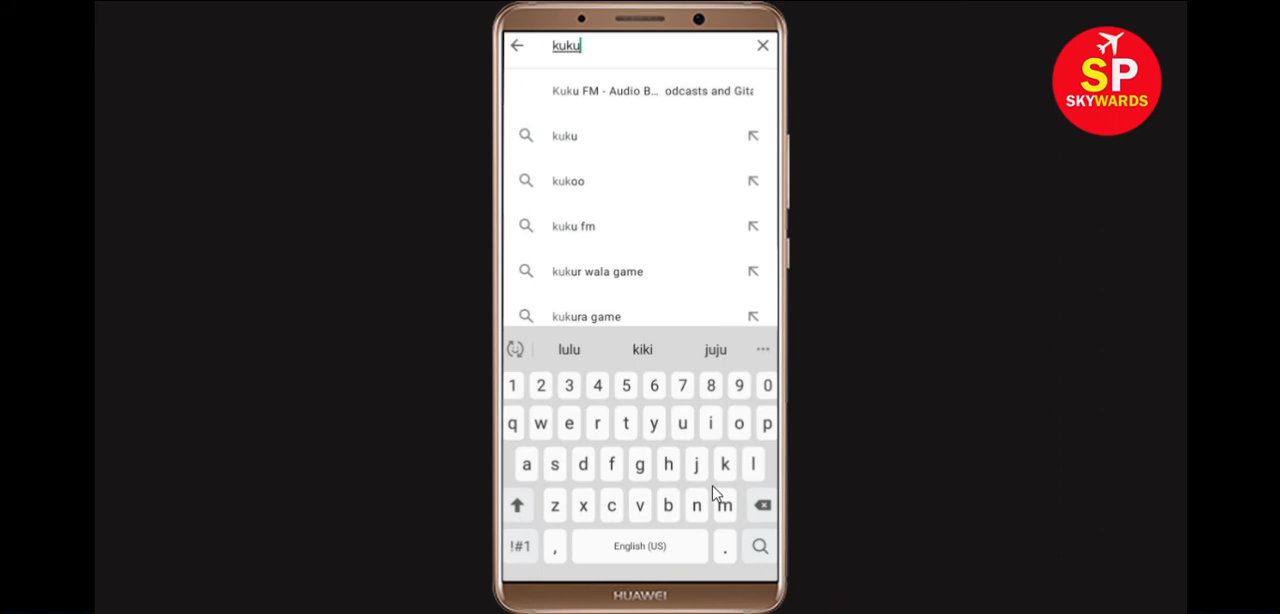 kuku
Kuku FM - Audio B... odcasts and Gita
kuku
kukoo
kuku fm
kukur wala game
kukura game
lulu kiki juju ...
1 2 3 4 5 6 7 8 9 0
q w e r t y u i o p
a s d f g h j k l
z x c v b n m
!#1 , English (US) .
HUAWEI
SP
SKYWARDS